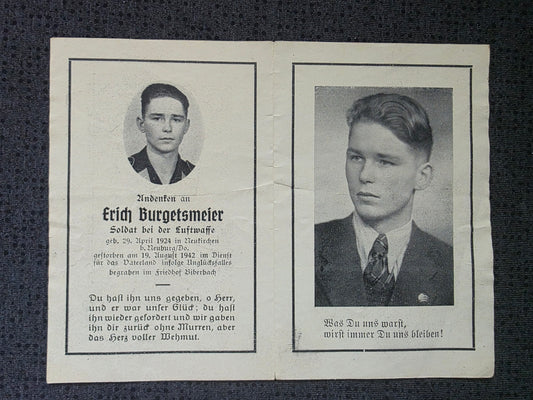 Andenken an
Erich Burgetsmeier
Soldat bei der Luftwaffe
geb. 29. April 1924 in Neukirchen
b. Neuburg/Do.
gestorben am 19. August 1942 im Dienst
für das Vaterland infolge Unglücksfalles
begraben im Friedhof Biberbach
Du hast ihn uns gegeben, o Herr,
und er war unser Glück; du hast
ihn wieder gefordert und wir gaben
ihn dir zurück ohne Murren, aber
das Herz voller Wehmut.
Was Du uns warst,
wirst immer Du uns bleiben!